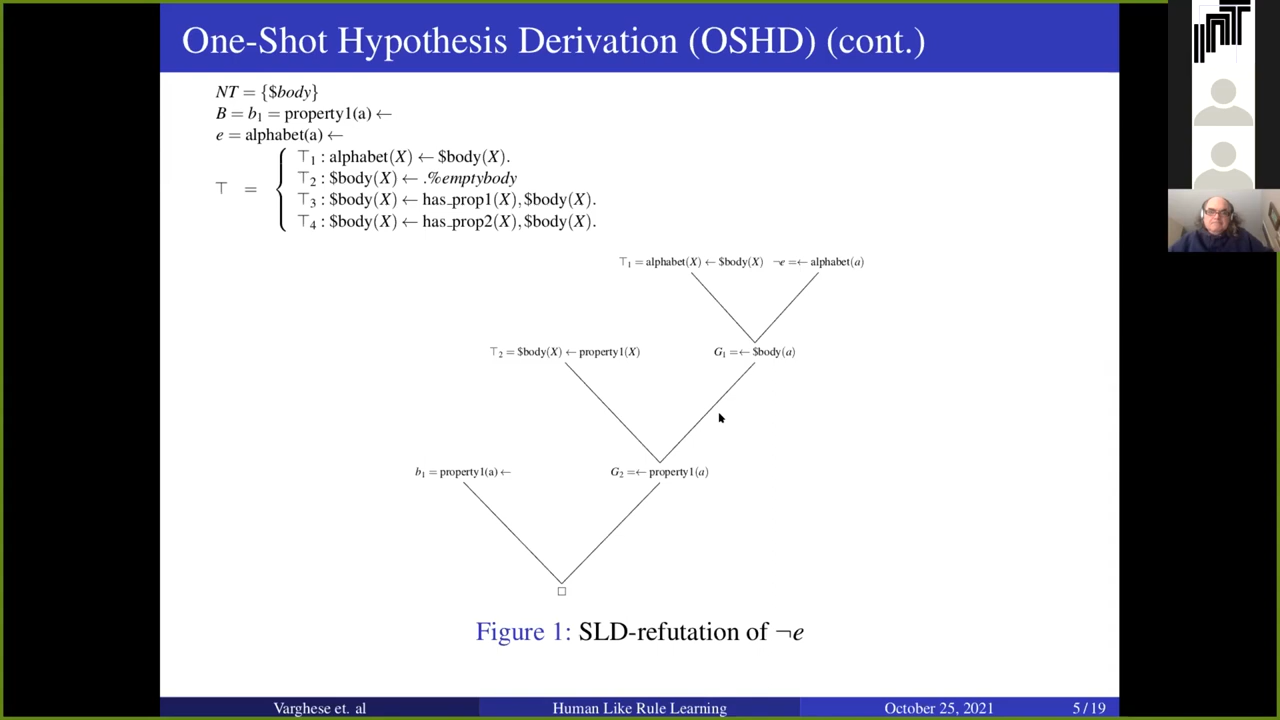 One-Shot Hypothesis Derivation (OSHD) (cont.)
NT = {$body}
B = b₁ = property1(a) ←
e = alphabet(a) ←
⊤ = { ⊤₁ : alphabet(X) ← $body(X).
⊤₂ : $body(X) ← .%emptybody
⊤₃ : $body(X) ← has_prop1(X), $body(X).
⊤₄ : $body(X) ← has_prop2(X), $body(X).
⊤₁ = alphabet(X) ← $body(X) ¬e =← alphabet(a)
⊤₂ = $body(X) ← property1(X) G₁ =← $body(a)
b₁ = property1(a) ← G₂ =← property1(a)
□
Figure 1: SLD-refutation of ¬e
Varghese et. al Human Like Rule Learning October 25, 2021 5 / 19